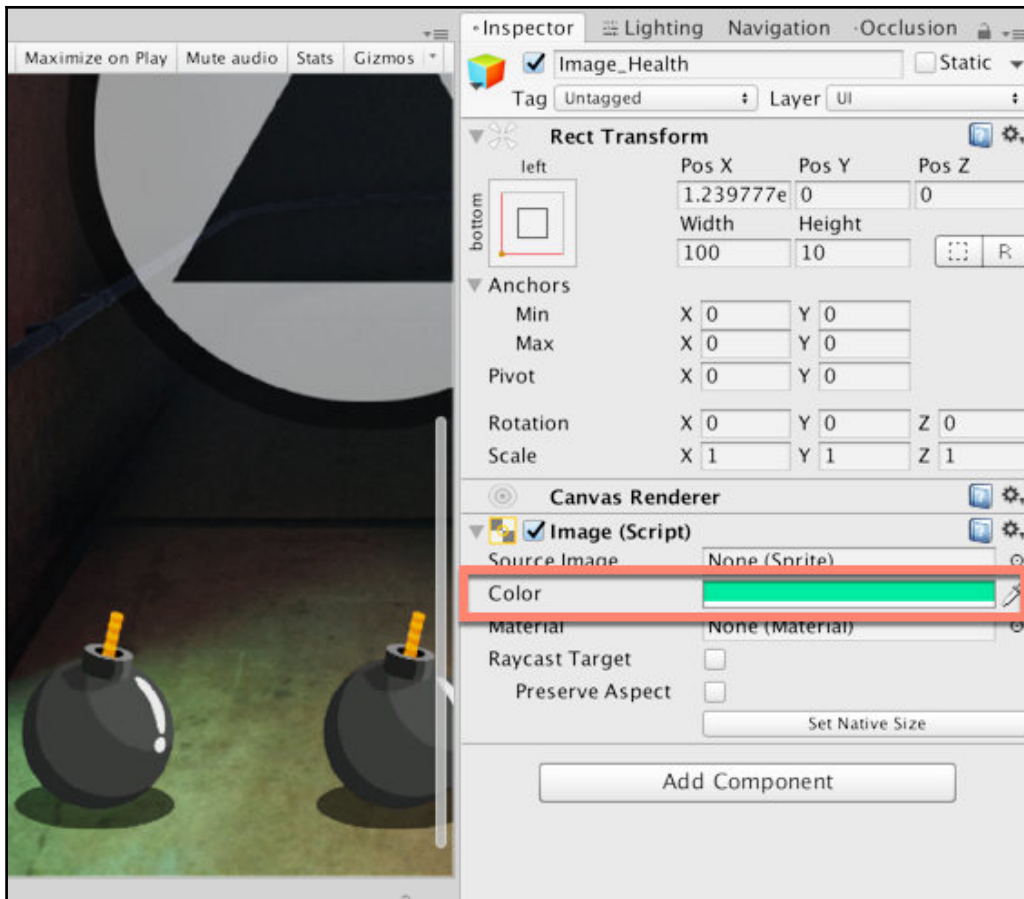 Inspector Lighting Navigation Occlusion
Maximize on Play Mute audio Stats Gizmos
Image_Health Static
Tag Untagged Layer UI
Rect Transform
left Pos X Pos Y Pos Z
bottom
1.239777e 0 0
Width Height
100 10 R
Anchors
Min X 0 Y 0
Max X 0 Y 0
Pivot X 0 Y 0
Rotation X 0 Y 0 Z 0
Scale X 1 Y 1 Z 1
Canvas Renderer
Image (Script)
Source Image None (Sprite)
Color
Material None (Material)
Raycast Target
Preserve Aspect
Set Native Size
Add Component